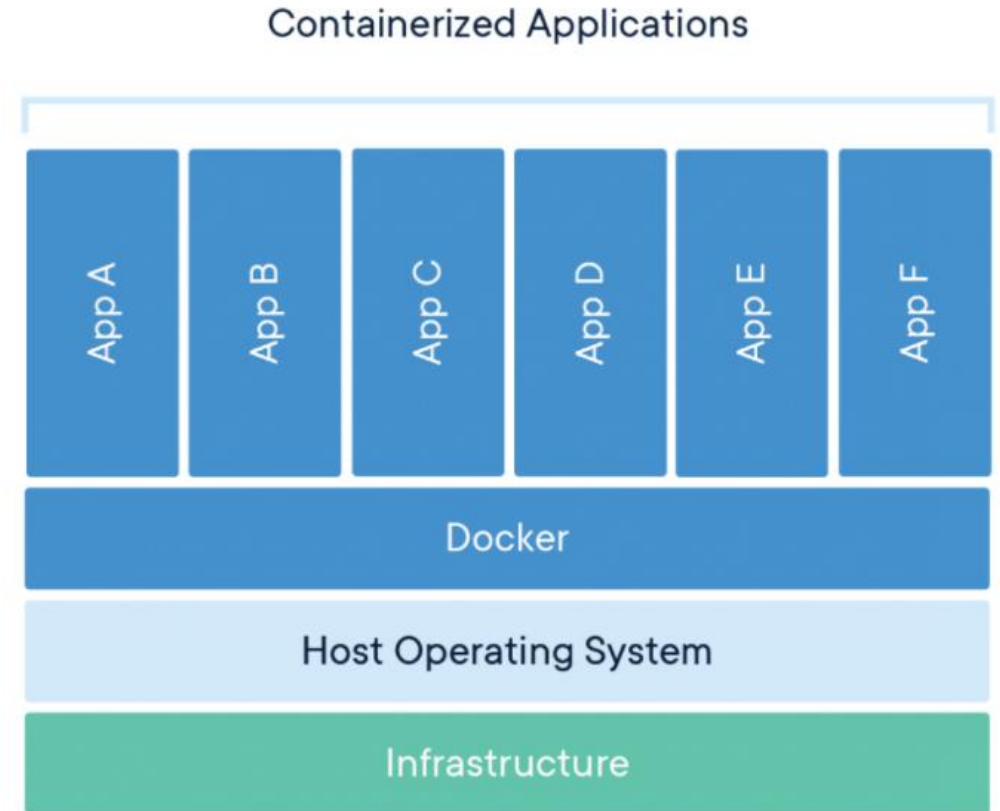 Containerized Applications
App A
App B
App C
App D
App E
App F
Docker
Host Operating System
Infrastructure